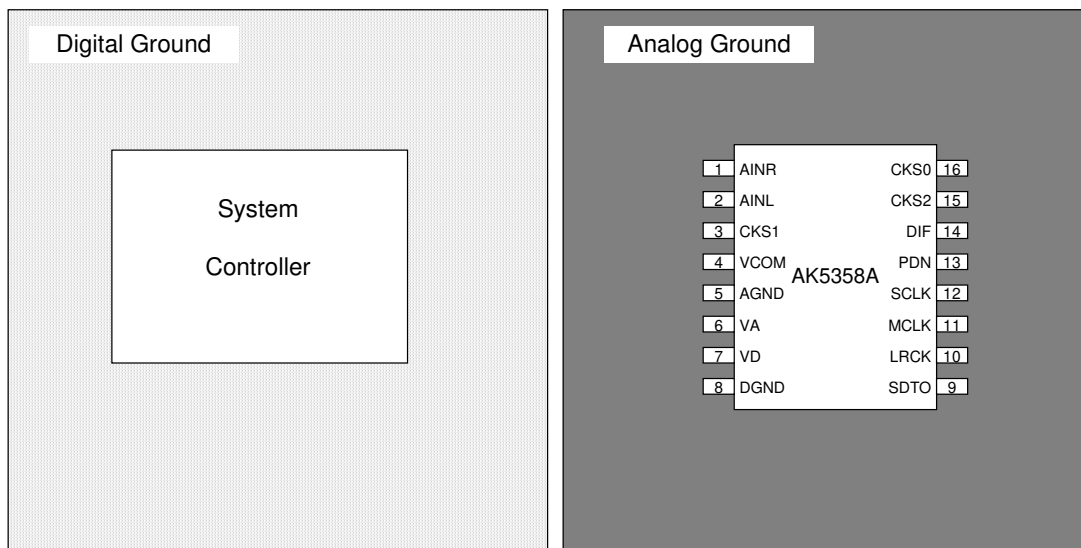 Digital Ground
System
Controller
Analog Ground
1 AINR CKS0 16
2 AINL CKS2 15
3 CKS1 DIF 14
4 VCOM PDN 13
AK5358A
5 AGND SCLK 12
6 VA MCLK 11
7 VD LRCK 10
8 DGND SDTO 9